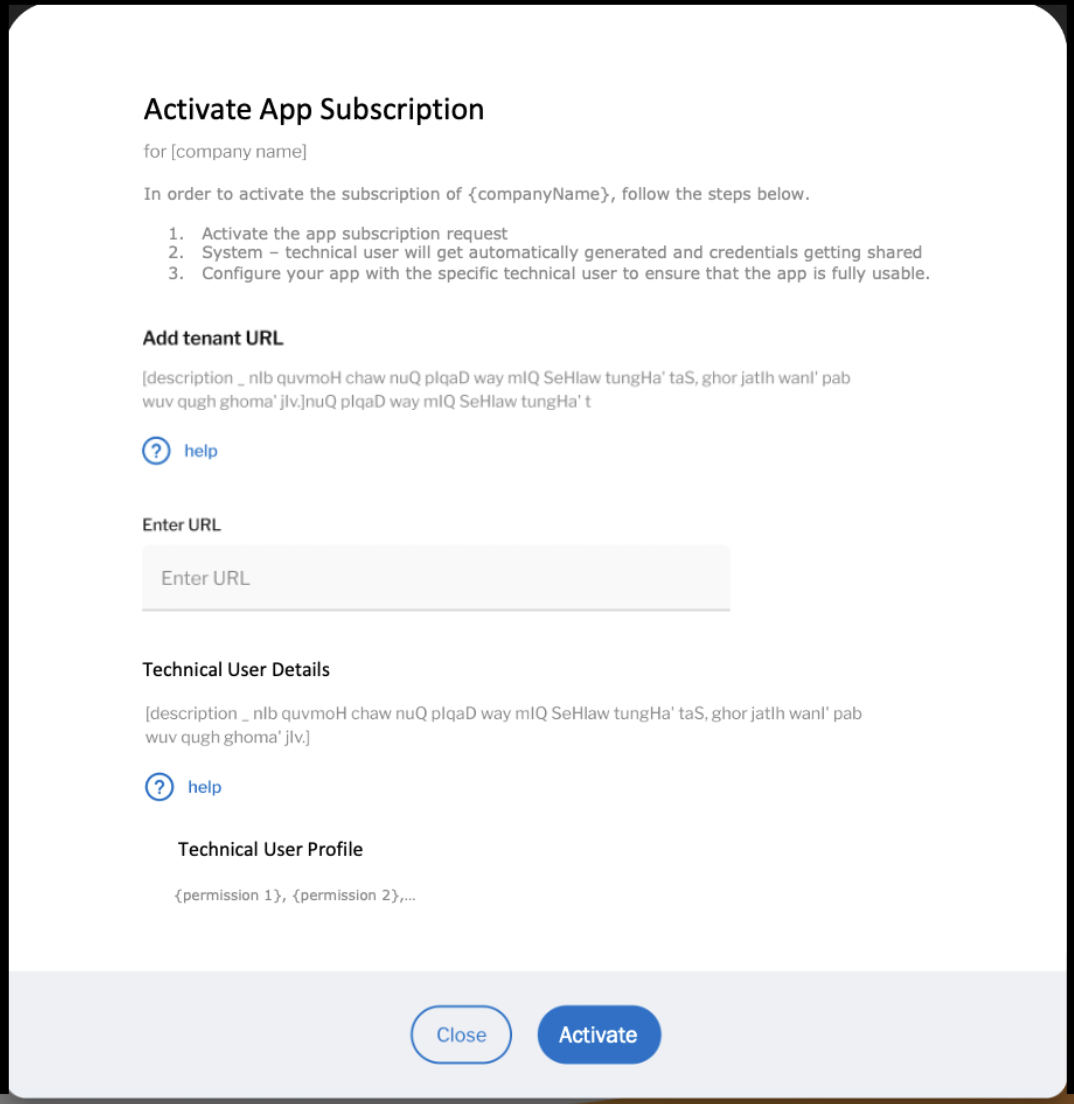 Activate App Subscription
for [company name]
In order to activate the subscription of {companyName}, follow the steps below.
1. Activate the app subscription request
2. System – technical user will get automatically generated and credentials getting shared
3. Configure your app with the specific technical user to ensure that the app is fully usable.
Add tenant URL
[description _ nIb quvmoH chaw nuQ pIqaD way mIQ SeHlaw tungHa' taS, ghor jatlh wanI' pab
wuv qugh ghoma' jIv.]nuQ pIqaD way mIQ SeHlaw tungHa' t
? help
Enter URL
Enter URL
Technical User Details
[description _ nIb quvmoH chaw nuQ pIqaD way mIQ SeHlaw tungHa' taS, ghor jatlh wanI' pab
wuv qugh ghoma' jIv.]
? help
Technical User Profile
{permission 1}, {permission 2},...
Close Activate